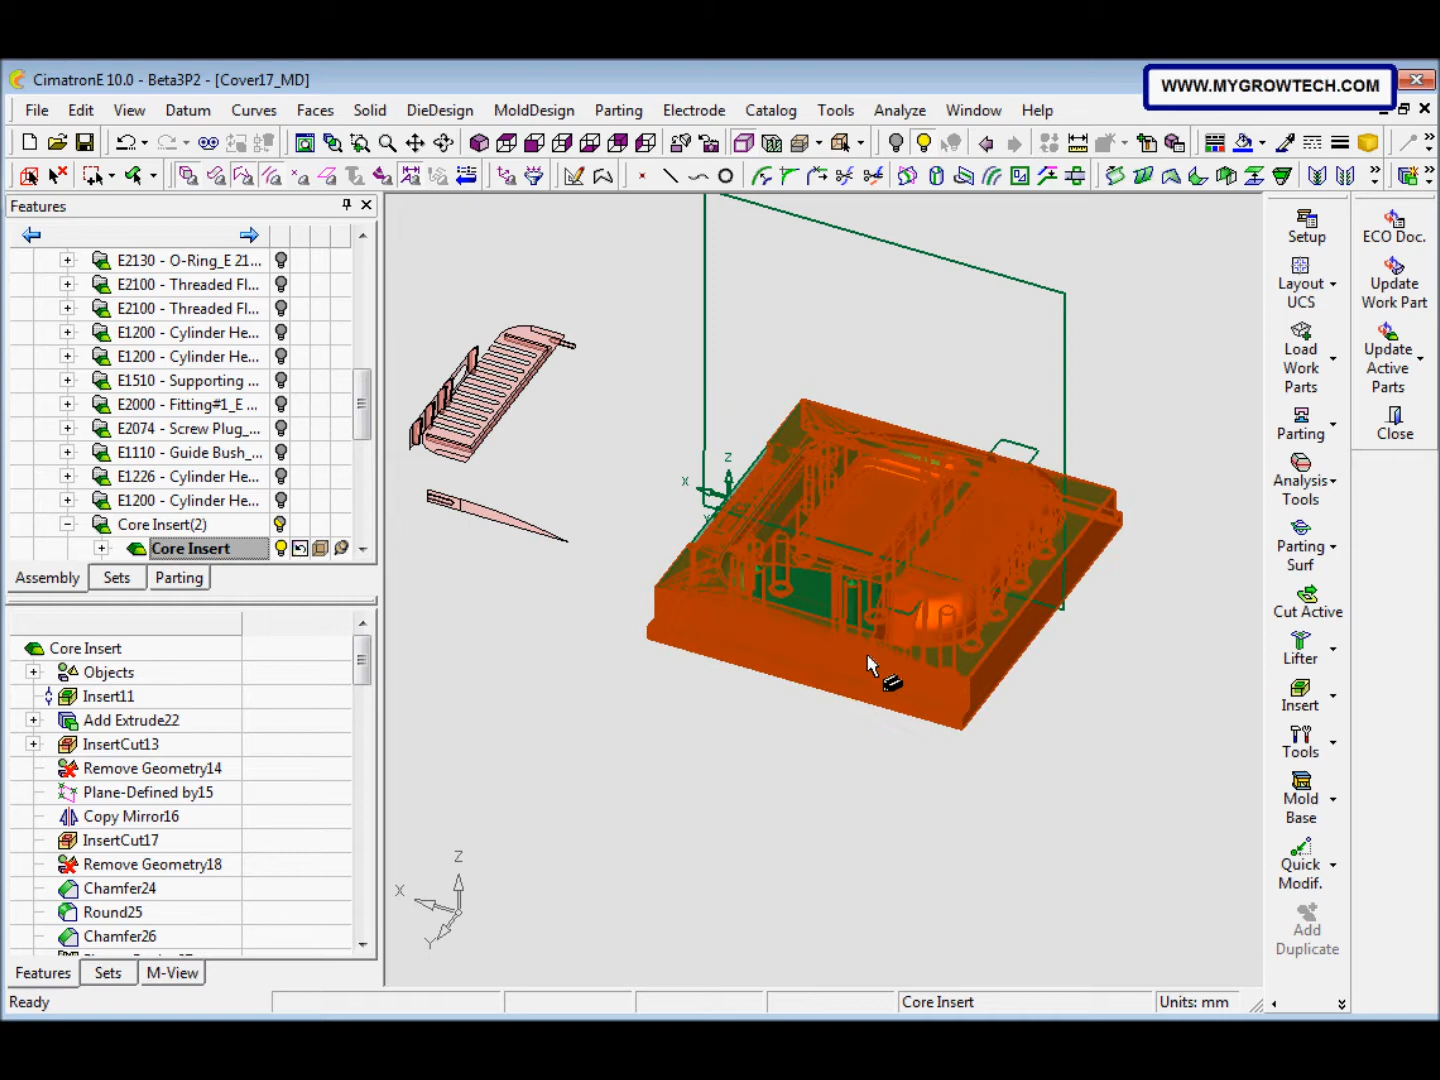 CimatronE 10.0 - Beta3P2 - [Cover17_MD]
WWW.MYGROWTECH.COM
File Edit View Datum Curves Faces Solid DieDesign MoldDesign Parting Electrode Catalog Tools Analyze Window Help
Features
E2130 - O-Ring_E 21...
E2100 - Threaded Fl...
E2100 - Threaded Fl...
E1200 - Cylinder He...
E1200 - Cylinder He...
E1510 - Supporting ...
E2000 - Fitting#1_E ...
E2074 - Screw Plug_...
E1110 - Guide Bush_...
E1226 - Cylinder He...
E1200 - Cylinder He...
Core Insert(2)
Core Insert
Assembly Sets Parting
Core Insert
Objects
Insert11
Add Extrude22
InsertCut13
Remove Geometry14
Plane-Defined by15
Copy Mirror16
InsertCut17
Remove Geometry18
Chamfer24
Round25
Chamfer26
Features Sets M-View
Z
X
Z
X
Y
Setup
Layout
UCS
Load
Work
Parts
Parting
Analysis
Tools
Parting
Surf
Cut Active
Lifter
Insert
Tools
Mold
Base
Quick
Modif.
Add
Duplicate
ECO Doc.
Update
Work Part
Update
Active
Parts
Close
Ready
Core Insert
Units: mm